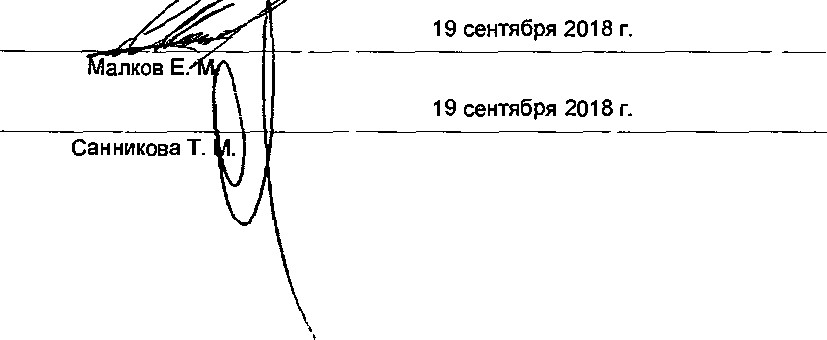 19 сентября 2018 г.
Малков Е. М.
19 сентября 2018 г.
Санникова Т. М.